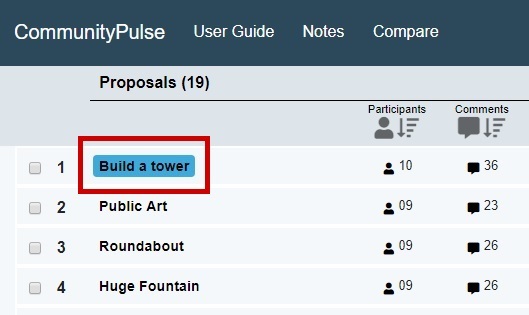 CommunityPulse User Guide Notes Compare
Proposals (19)
Participants Comments
1 Build a tower 10 36
2 Public Art 09 23
3 Roundabout 09 26
4 Huge Fountain 09 26